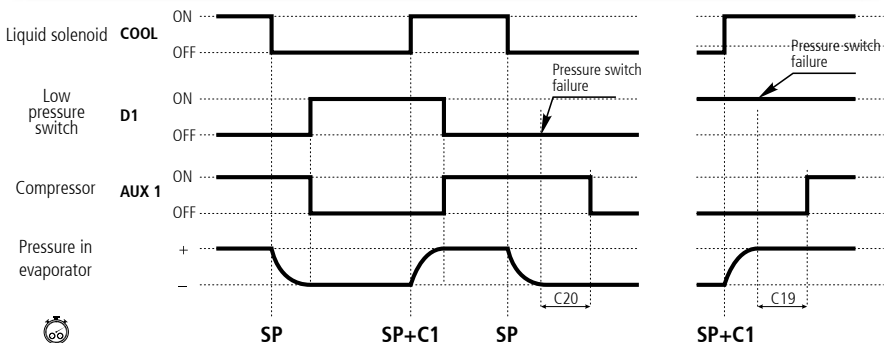 Liquid solenoid COOL ON
OFF
Pressure switch
failure
Pressure switch
failure
Low
pressure
switch
D1 ON
OFF
Compressor AUX 1 ON
OFF
Pressure in
evaporator
+
–
C20
C19
SP SP+C1 SP SP+C1